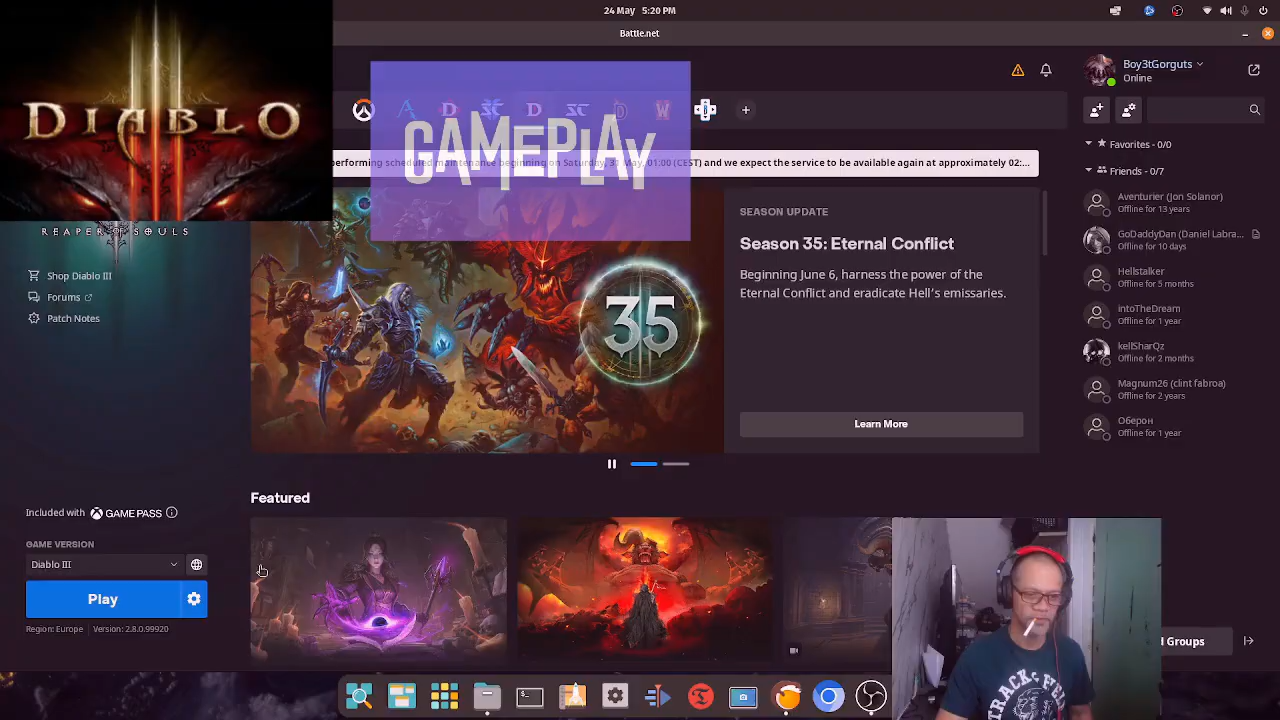 24 May 5:20 PM
Battle.net
DIABLO
III
GAMEPLAY
Boy3tGorguts
Online
performing scheduled maintenance beginning on Saturday, 31 May, 01:00 (CEST) and we expect the service to be available again at approximately 02:...
Favorites - 0/0
Friends - 0/7
Aventurier (Jon Solanor)
Offline for 13 years
GoDaddyDan (Daniel Labra...
Offline for 10 days
Hellstalker
Offline for 5 months
intoTheDream
Offline for 1 year
kellSharQz
Offline for 2 months
Magnum26 (clint fabroa)
Offline for 2 years
Оберон
Offline for 1 year
REAPER OF SOULS
Shop Diablo III
Forums
Patch Notes
35
SEASON UPDATE
Season 35: Eternal Conflict
Beginning June 6, harness the power of the
Eternal Conflict and eradicate Hell's emissaries.
Learn More
Featured
Included with XBOX GAME PASS
GAME VERSION
Diablo III
Play
Region: Europe Version: 2.8.0.99920
d Groups
TRACK